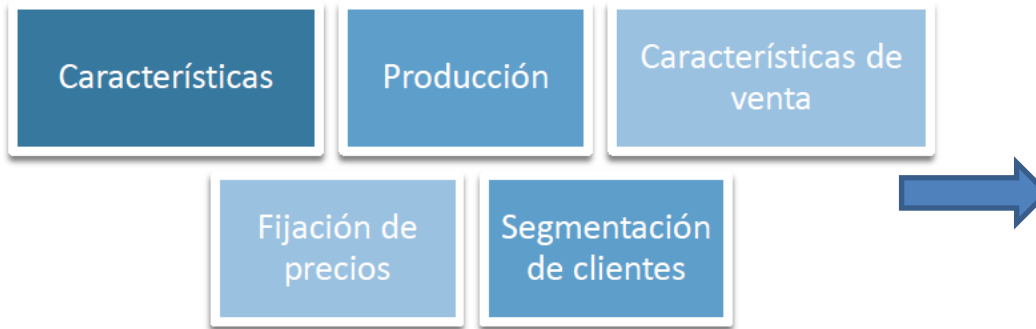 Características
Producción
Características de
venta
Fijación de
precios
Segmentación
de clientes